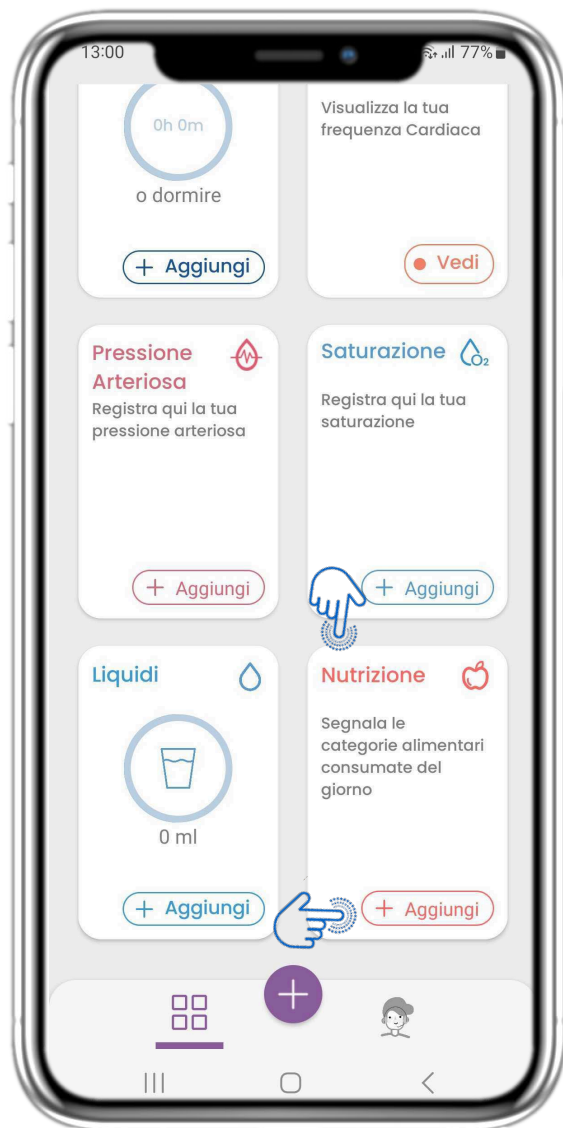 13:00
77%
0h 0m
o dormire
+ Aggiungi
Visualizza la tua
frequenza Cardiaca
Vedi
Pressione
Arteriosa
Registra qui la tua
pressione arteriosa
+ Aggiungi
Saturazione
O₂
Registra qui la tua
saturazione
+ Aggiungi
Liquidi
0 ml
+ Aggiungi
Nutrizione
Segnala le
categorie alimentari
consumate del
giorno
+ Aggiungi